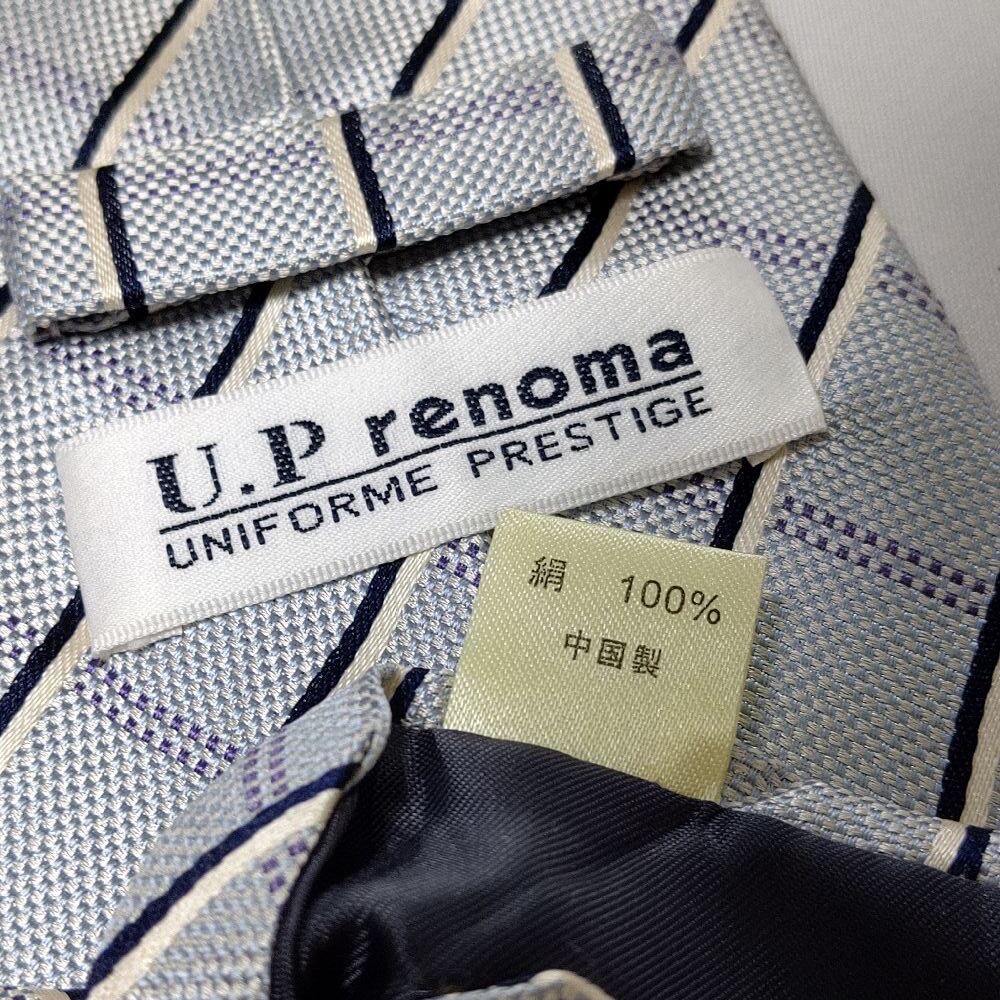 U.P renoma
UNIFORME PRESTIGE
絹 100%
中国製